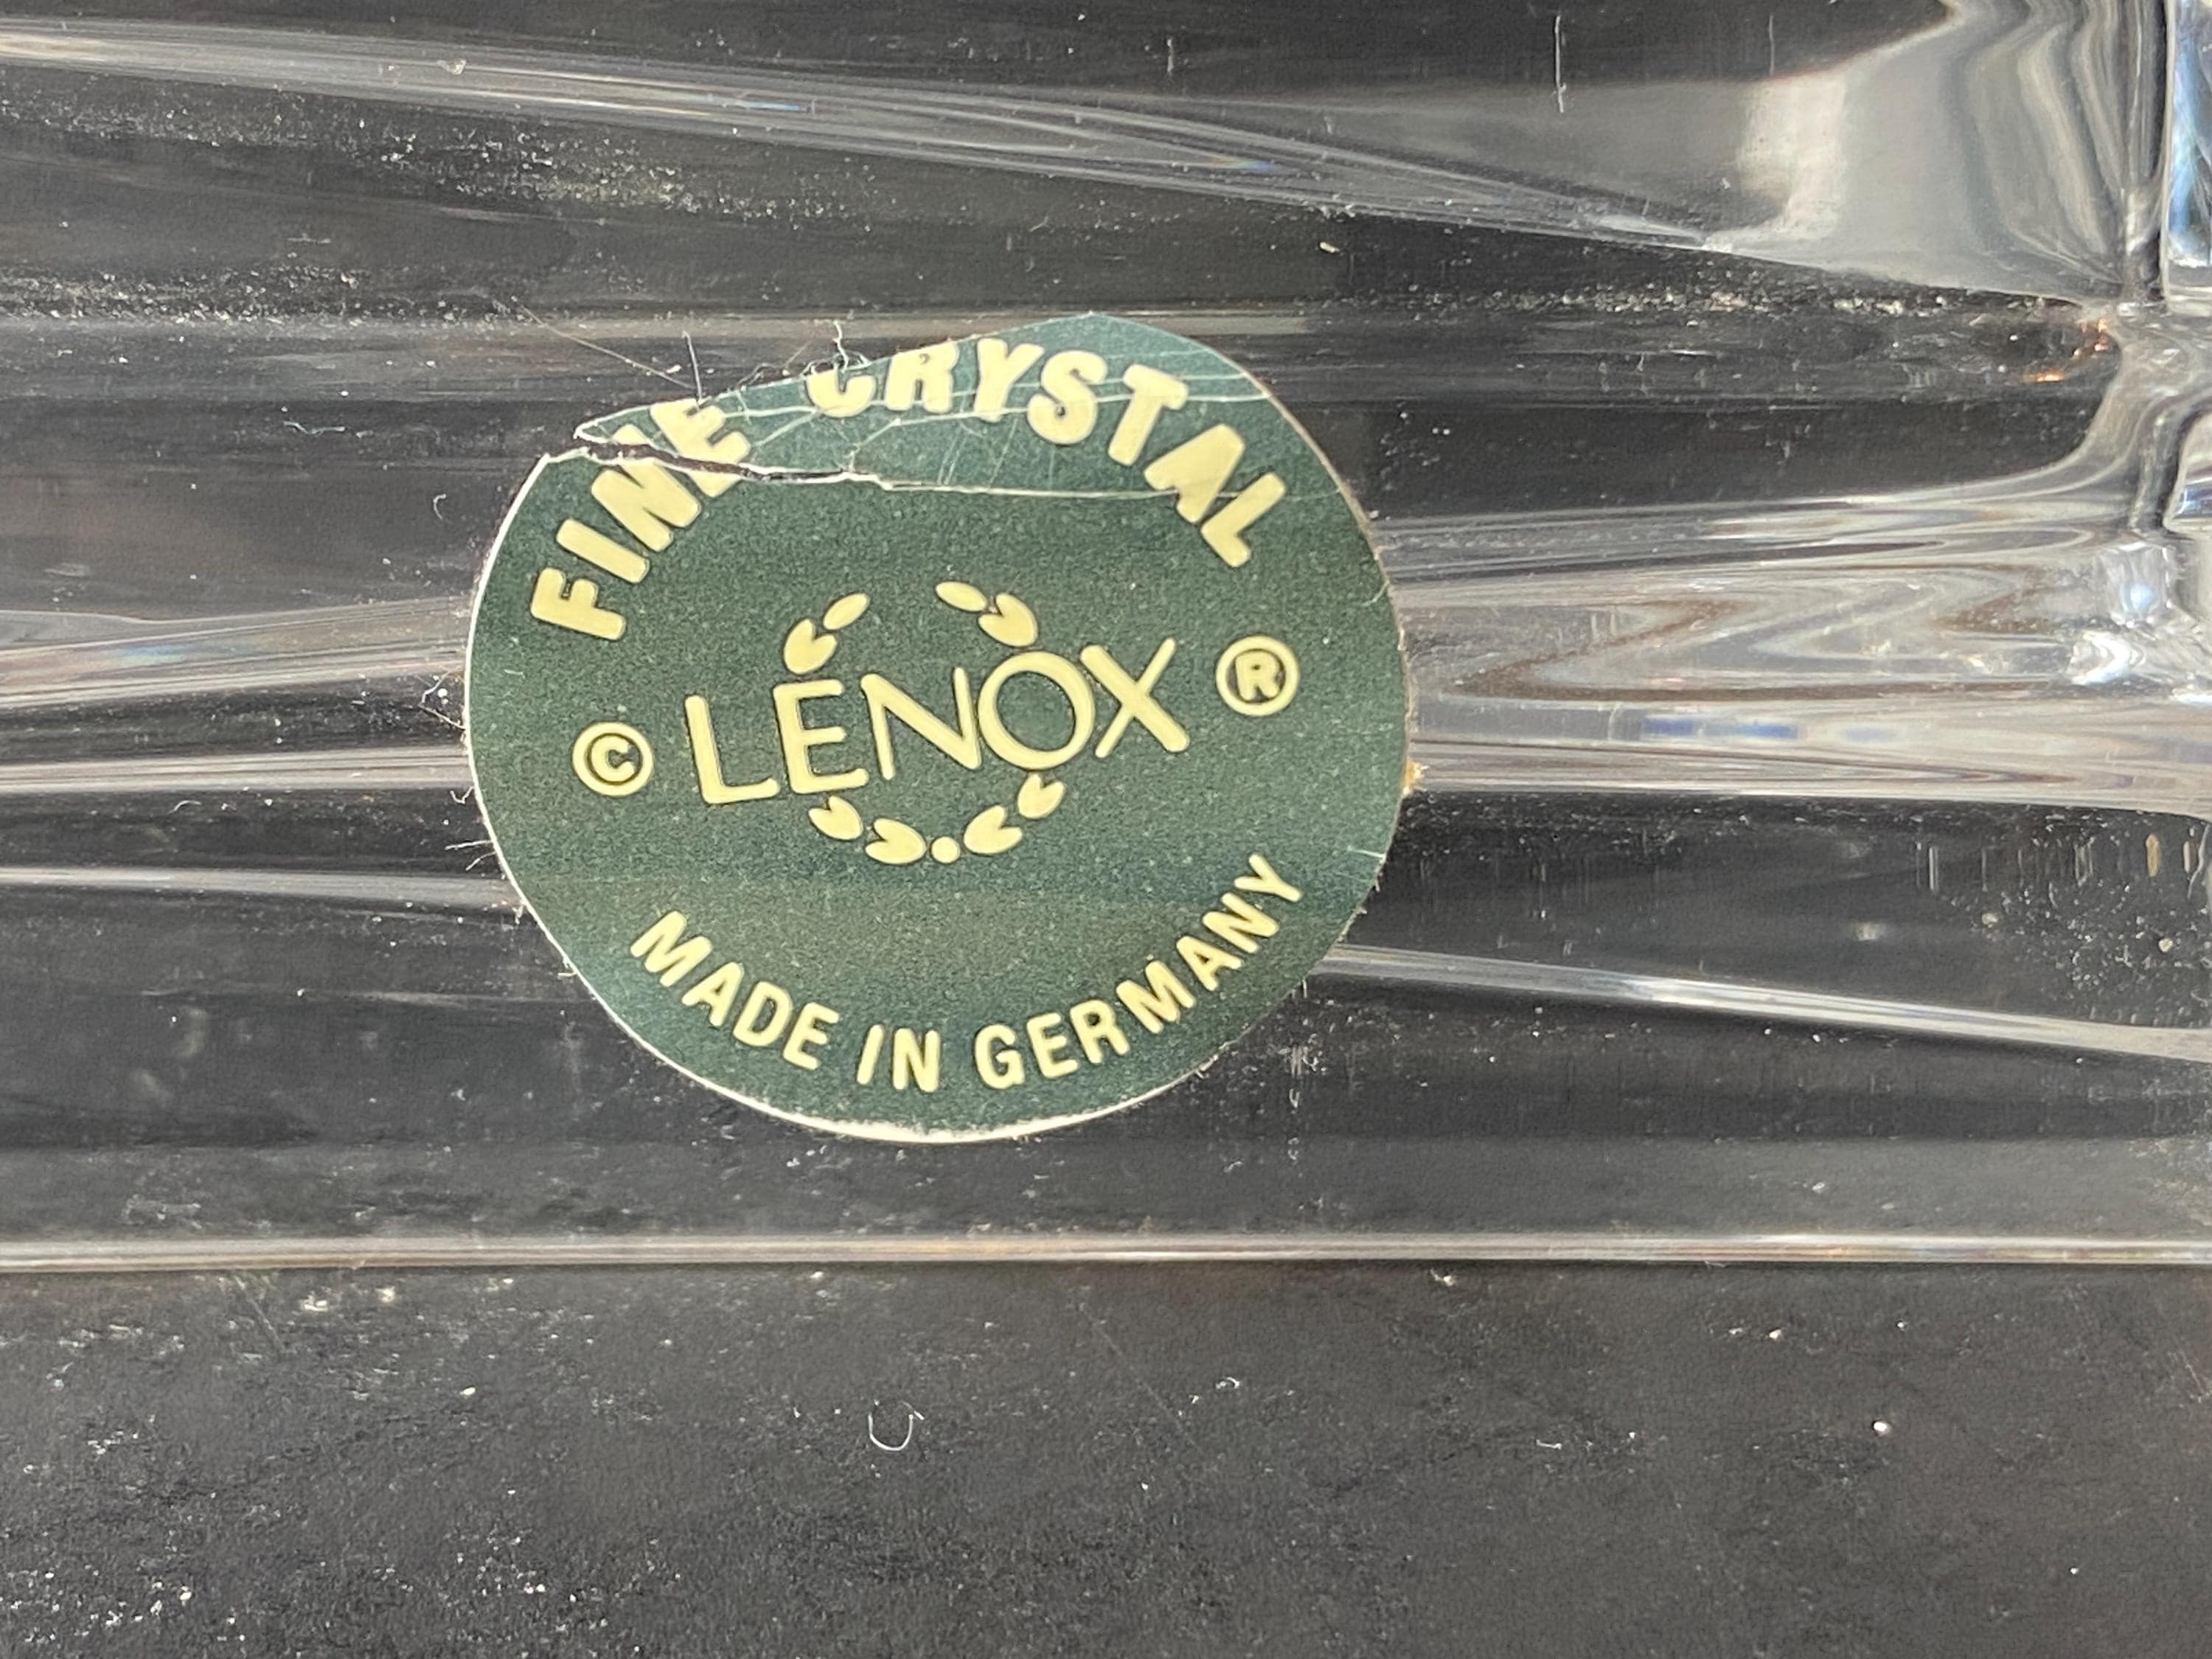 FINE CRYSTAL
© LENOX ®
MADE IN GERMANY